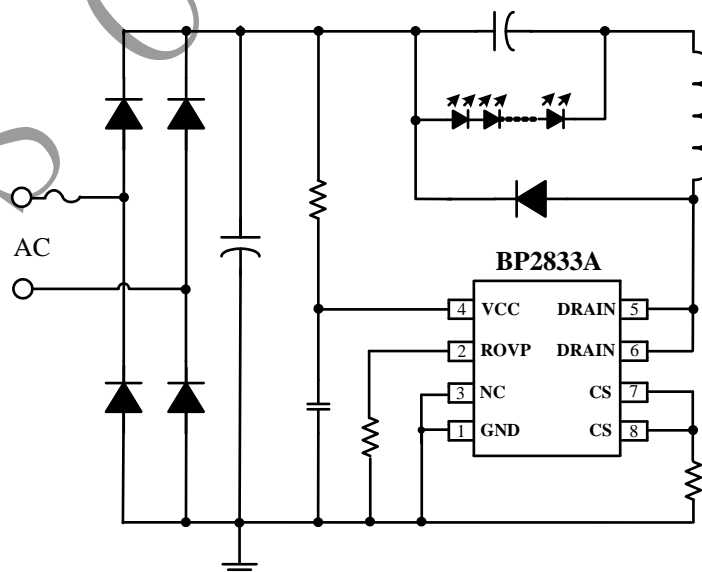 AC
BP2833A
4 VCC DRAIN 5
2 ROVP DRAIN 6
3 NC CS 7
1 GND CS 8